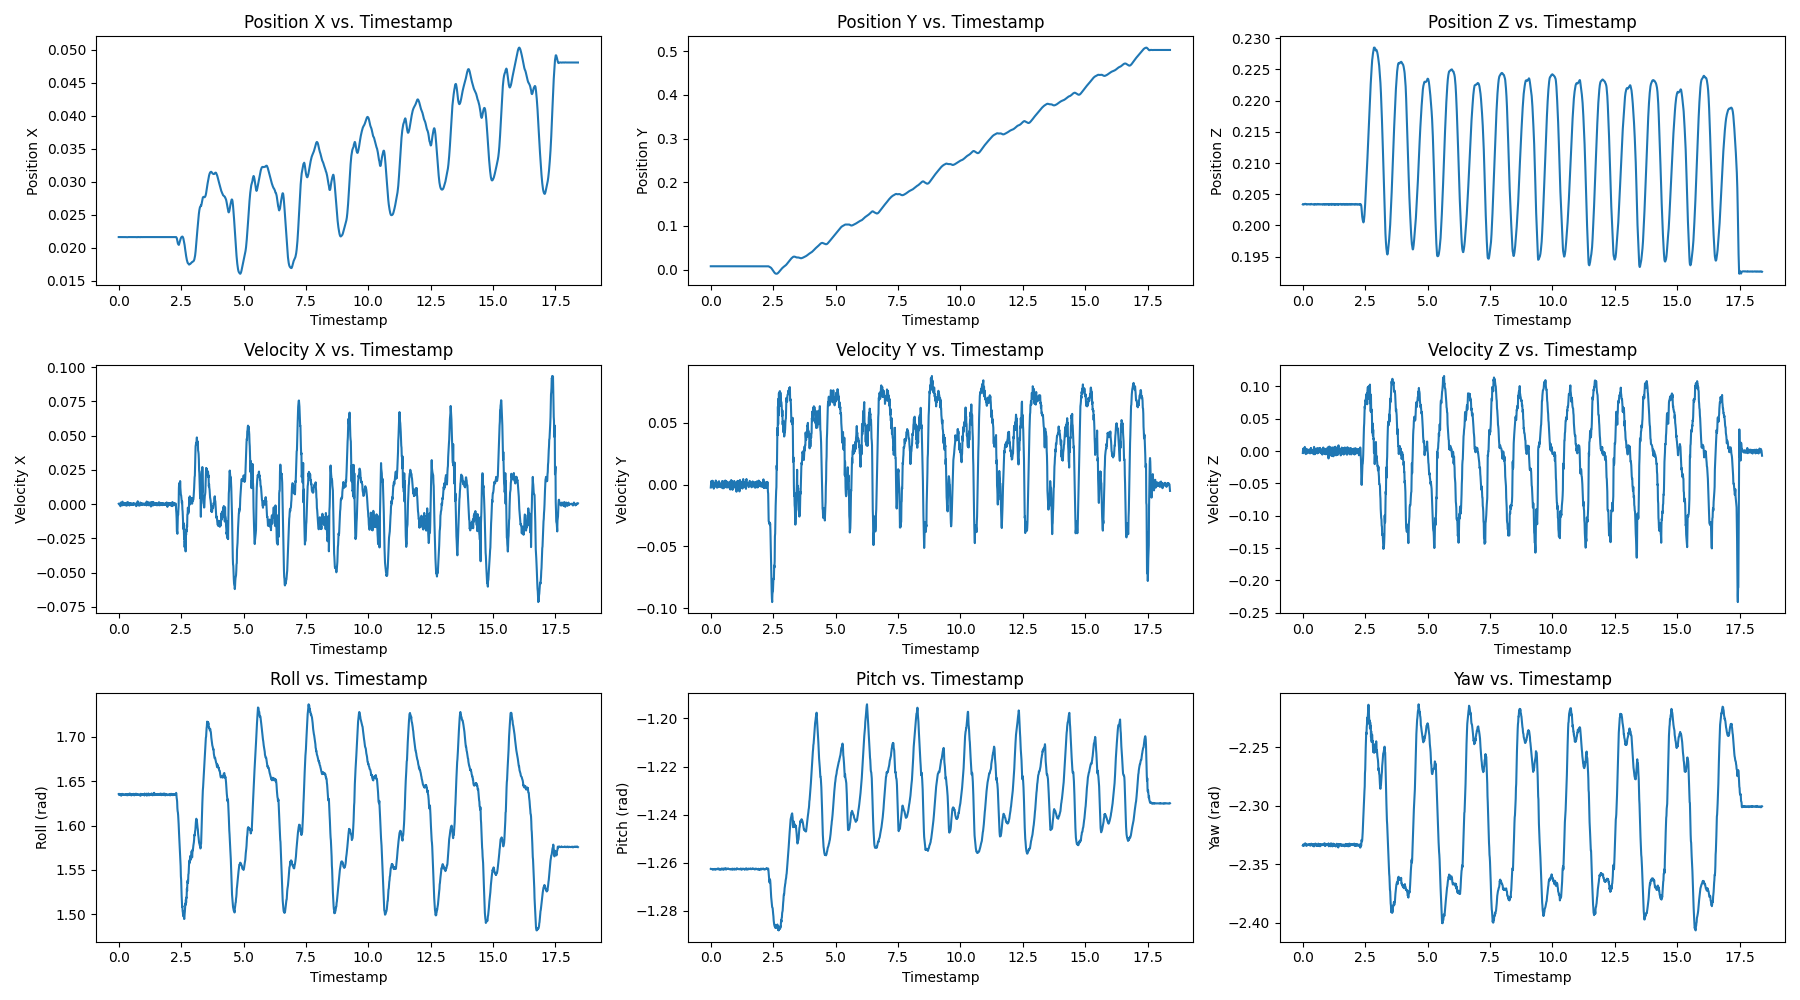 Position X vs. Timestamp
Position X
0.050
0.045
0.040
0.035
0.030
0.025
0.020
0.015
0.0 2.5 5.0 7.5 10.0 12.5 15.0 17.5
Timestamp
Position Y vs. Timestamp
Position Y
0.5
0.4
0.3
0.2
0.1
0.0
0.0 2.5 5.0 7.5 10.0 12.5 15.0 17.5
Timestamp
Position Z vs. Timestamp
Position Z
0.230
0.225
0.220
0.215
0.210
0.205
0.200
0.195
0.0 2.5 5.0 7.5 10.0 12.5 15.0 17.5
Timestamp
Velocity X vs. Timestamp
Velocity X
0.100
0.075
0.050
0.025
0.000
−0.025
−0.050
−0.075
0.0 2.5 5.0 7.5 10.0 12.5 15.0 17.5
Timestamp
Velocity Y vs. Timestamp
Velocity Y
0.05
0.00
−0.05
−0.10
0.0 2.5 5.0 7.5 10.0 12.5 15.0 17.5
Timestamp
Velocity Z vs. Timestamp
Velocity Z
0.10
0.05
0.00
−0.05
−0.10
−0.15
−0.20
−0.25
0.0 2.5 5.0 7.5 10.0 12.5 15.0 17.5
Timestamp
Roll vs. Timestamp
Roll (rad)
1.70
1.65
1.60
1.55
1.50
0.0 2.5 5.0 7.5 10.0 12.5 15.0 17.5
Timestamp
Pitch vs. Timestamp
Pitch (rad)
−1.20
−1.22
−1.24
−1.26
−1.28
0.0 2.5 5.0 7.5 10.0 12.5 15.0 17.5
Timestamp
Yaw vs. Timestamp
Yaw (rad)
−2.25
−2.30
−2.35
−2.40
0.0 2.5 5.0 7.5 10.0 12.5 15.0 17.5
Timestamp